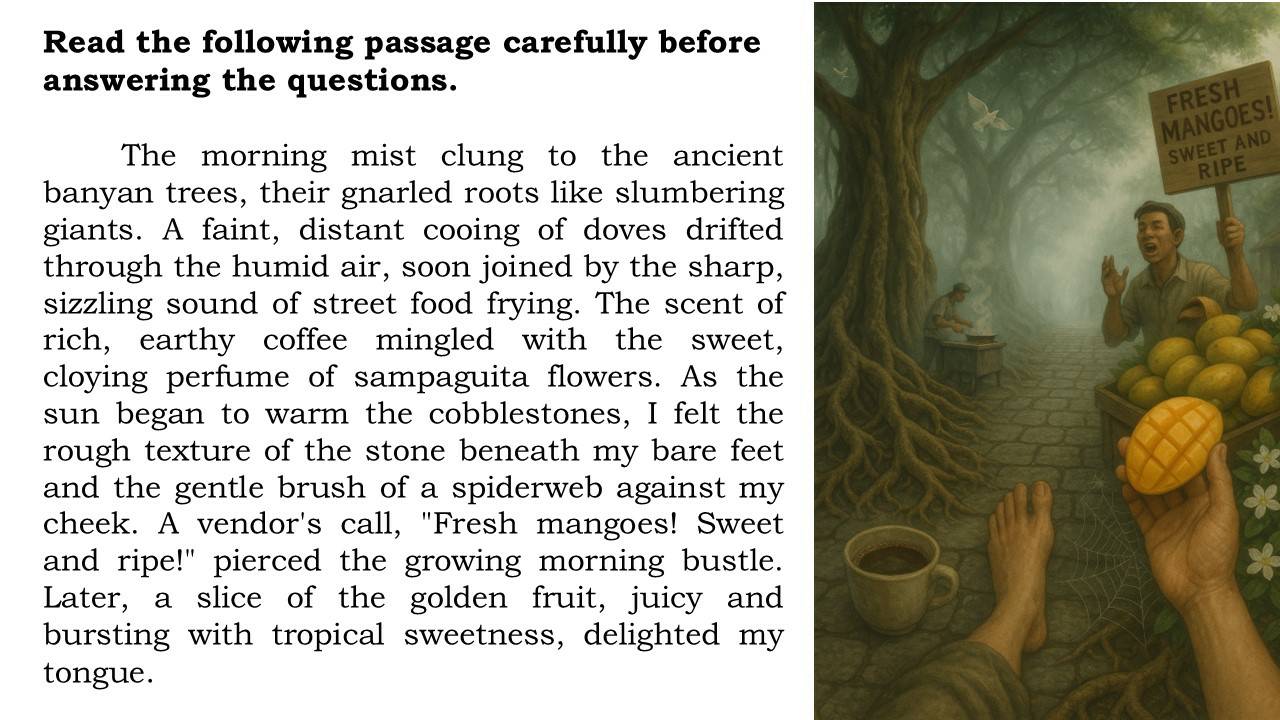 Read the following passage carefully before
answering the questions.
The morning mist clung to the ancient
banyan trees, their gnarled roots like slumbering
giants. A faint, distant cooing of doves drifted
through the humid air, soon joined by the sharp,
sizzling sound of street food frying. The scent of
rich, earthy coffee mingled with the sweet,
cloying perfume of sampaguita flowers. As the
sun began to warm the cobblestones, I felt the
rough texture of the stone beneath my bare feet
and the gentle brush of a spiderweb against my
cheek. A vendor's call, "Fresh mangoes! Sweet
and ripe!" pierced the growing morning bustle.
Later, a slice of the golden fruit, juicy and
bursting with tropical sweetness, delighted my
tongue.
FRESH
MANGOES!
SWEET AND
RIPE